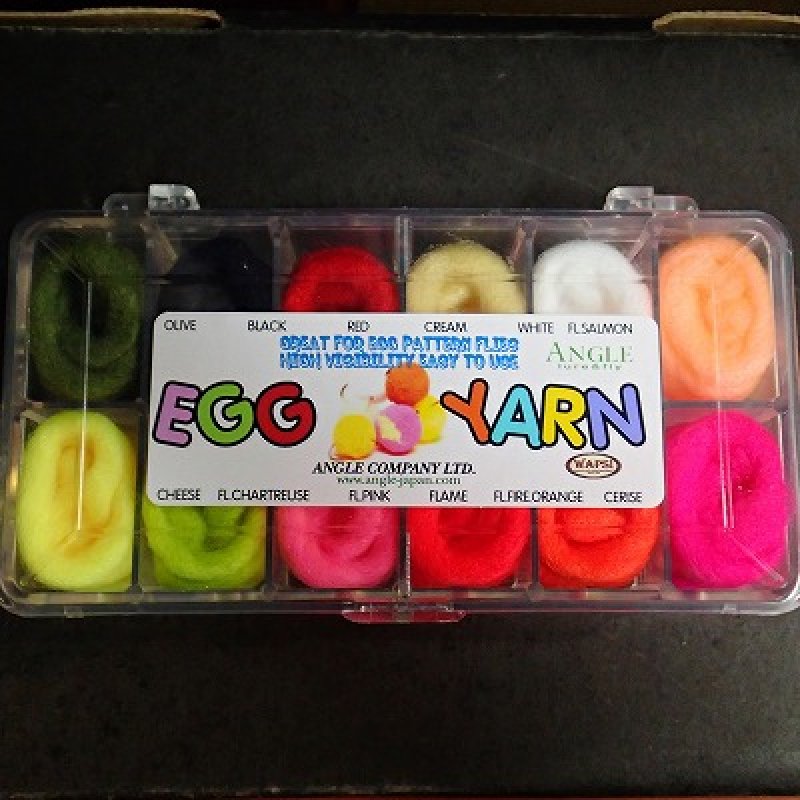 OLIVE BLACK RED CREAM WHITE FL.SALMON
GREAT FOR EGG PATTERN FLIES
HIGH VISIBILITY EASY TO USE
ANGLE
lure&fly
EGG YARN
ANGLE COMPANY LTD.
www.angle-japan.com
WAPSI
CHEESE FL.CHARTREUSE FL.PINK FLAME FL.FIRE.ORANGE CERISE